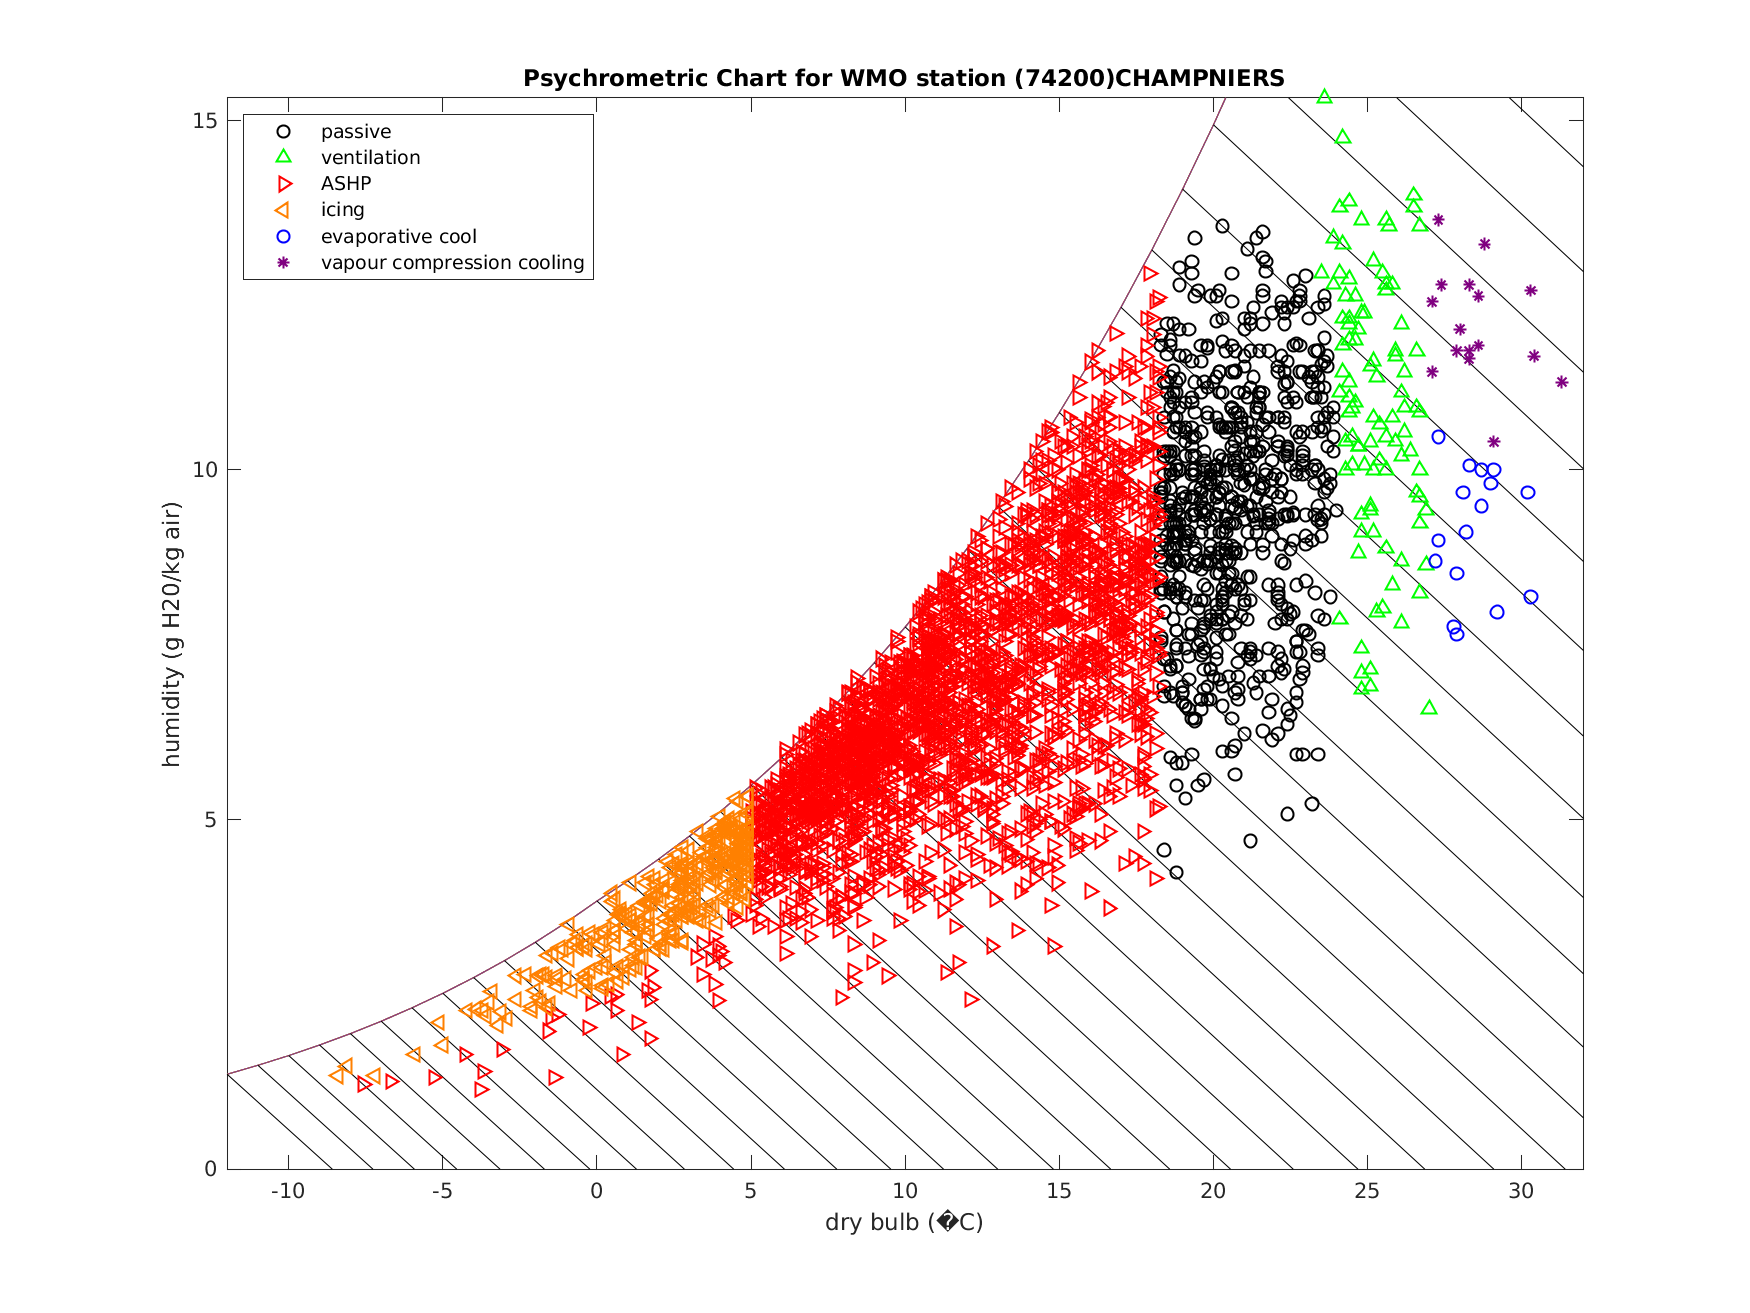 Psychrometric Chart for WMO station (74200)CHAMPNIERS
15
10
5
0
humidity (g H20/kg air)
passive
ventilation
ASHP
icing
evaporative cool
vapour compression cooling
-10 -5 0 5 10 15 20 25 30
dry bulb (�C)